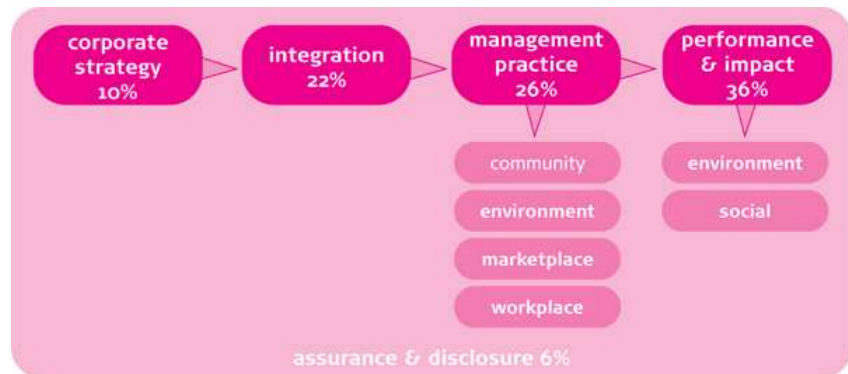 corporate
strategy
10%
integration
22%
management
practice
26%
performance
& impact
36%
community
environment
marketplace
workplace
environment
social
assurance & disclosure 6%